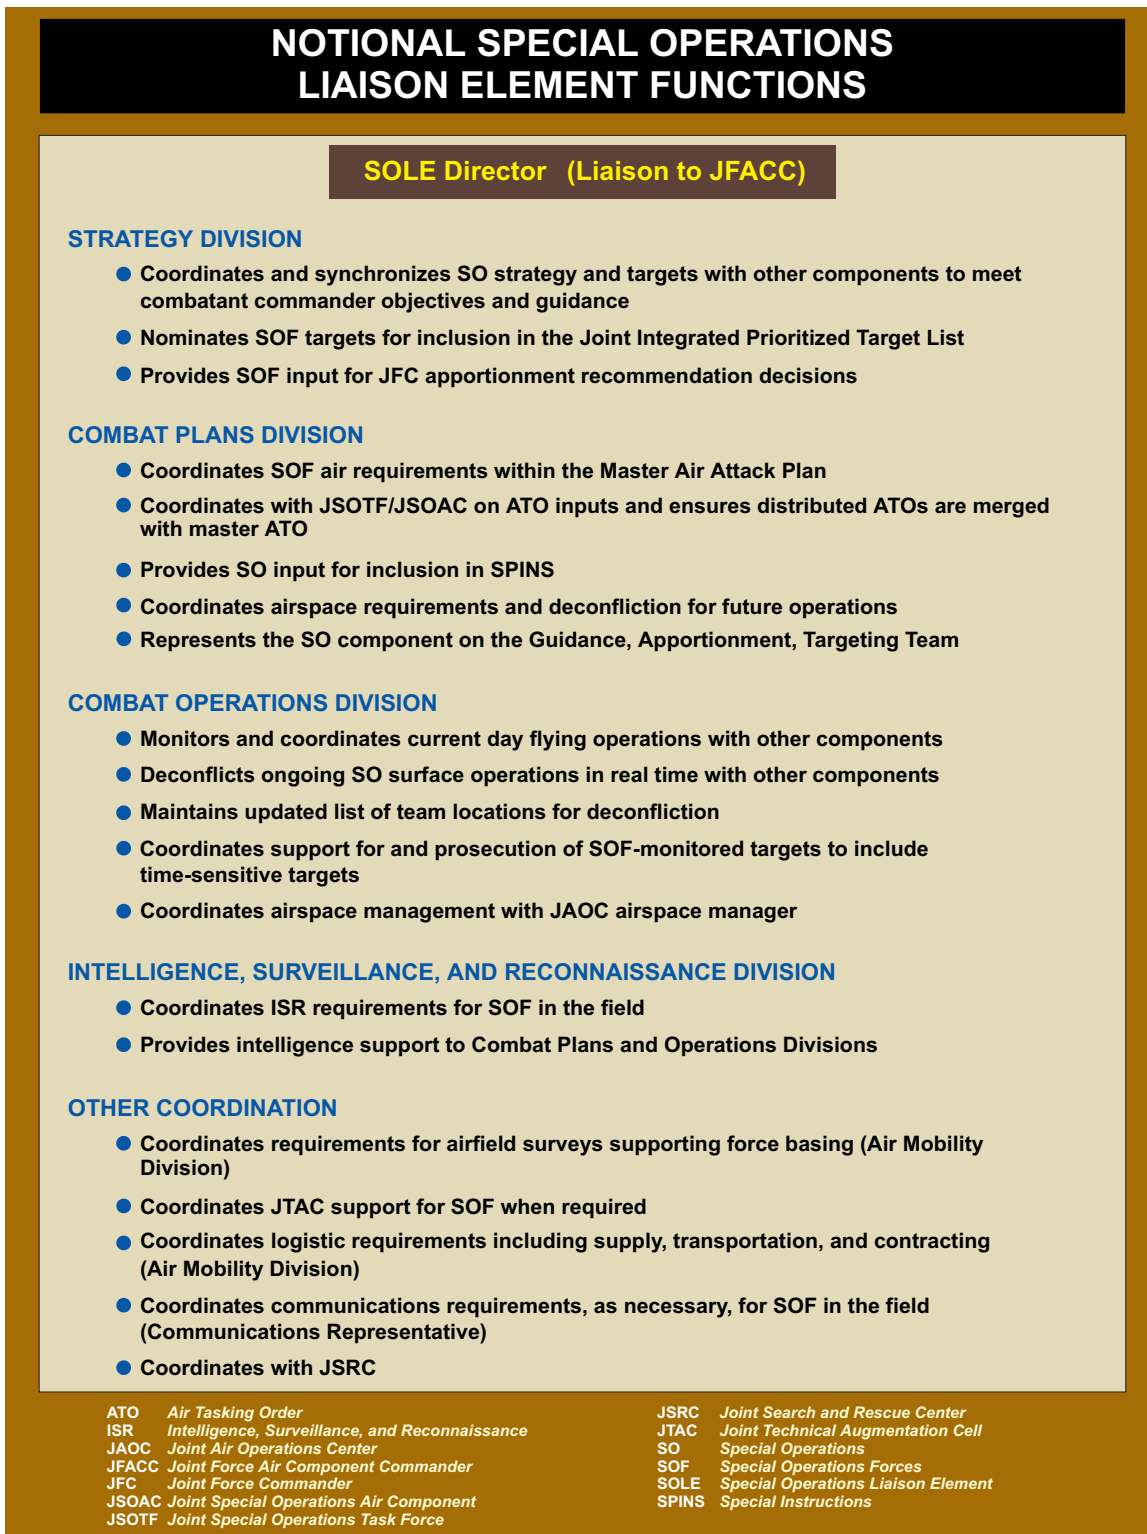 NOTIONAL SPECIAL OPERATIONS
LIAISON ELEMENT FUNCTIONS
SOLE Director (Liaison to JFACC)
STRATEGY DIVISION
● Coordinates and synchronizes SO strategy and targets with other components to meet
combatant commander objectives and guidance
● Nominates SOF targets for inclusion in the Joint Integrated Prioritized Target List
● Provides SOF input for JFC apportionment recommendation decisions
COMBAT PLANS DIVISION
● Coordinates SOF air requirements within the Master Air Attack Plan
● Coordinates with JSOTF/JSOAC on ATO inputs and ensures distributed ATOs are merged
with master ATO
● Provides SO input for inclusion in SPINS
● Coordinates airspace requirements and deconfliction for future operations
● Represents the SO component on the Guidance, Apportionment, Targeting Team
COMBAT OPERATIONS DIVISION
● Monitors and coordinates current day flying operations with other components
● Deconflicts ongoing SO surface operations in real time with other components
● Maintains updated list of team locations for deconfliction
● Coordinates support for and prosecution of SOF-monitored targets to include
time-sensitive targets
● Coordinates airspace management with JAOC airspace manager
INTELLIGENCE, SURVEILLANCE, AND RECONNAISSANCE DIVISION
● Coordinates ISR requirements for SOF in the field
● Provides intelligence support to Combat Plans and Operations Divisions
OTHER COORDINATION
● Coordinates requirements for airfield surveys supporting force basing (Air Mobility
Division)
● Coordinates JTAC support for SOF when required
● Coordinates logistic requirements including supply, transportation, and contracting
(Air Mobility Division)
● Coordinates communications requirements, as necessary, for SOF in the field
(Communications Representative)
● Coordinates with JSRC
ATO Air Tasking Order
ISR Intelligence, Surveillance, and Reconnaissance
JAOC Joint Air Operations Center
JFACC Joint Force Air Component Commander
JFC Joint Force Commander
JSOAC Joint Special Operations Air Component
JSOTF Joint Special Operations Task Force
JSRC Joint Search and Rescue Center
JTAC Joint Technical Augmentation Cell
SO Special Operations
SOF Special Operations Forces
SOLE Special Operations Liaison Element
SPINS Special Instructions